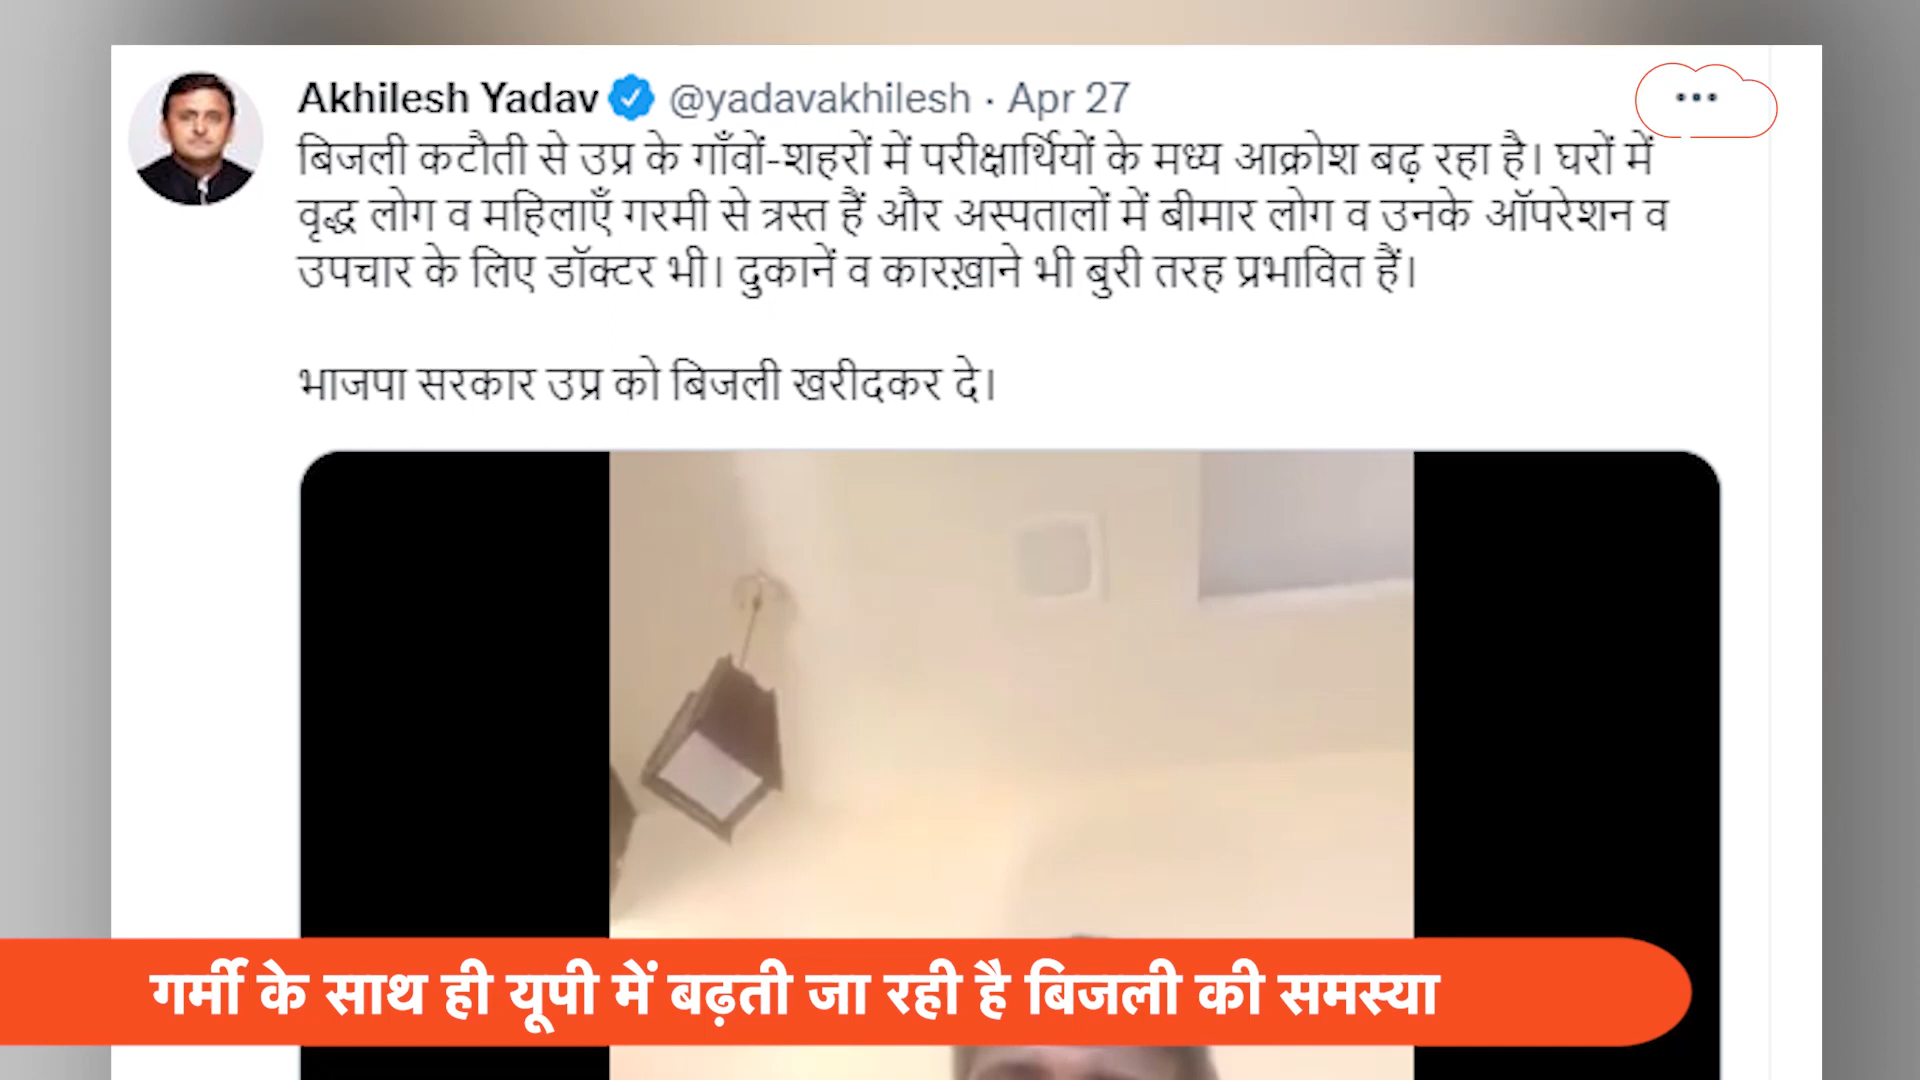 Akhilesh Yadav @yadavakhilesh · Apr 27
बिजली कटौती से उप्र के गाँवों-शहरों में परीक्षार्थियों के मध्य आक्रोश बढ़ रहा है। घरों में
वृद्ध लोग व महिलाएँ गरमी से त्रस्त हैं और अस्पतालों में बीमार लोग व उनके ऑपरेशन व
उपचार के लिए डॉक्टर भी। दुकानें व कारख़ाने भी बुरी तरह प्रभावित हैं।
भाजपा सरकार उप्र को बिजली खरीदकर दे।
गर्मी के साथ ही यूपी में बढ़ती जा रही है बिजली की समस्या